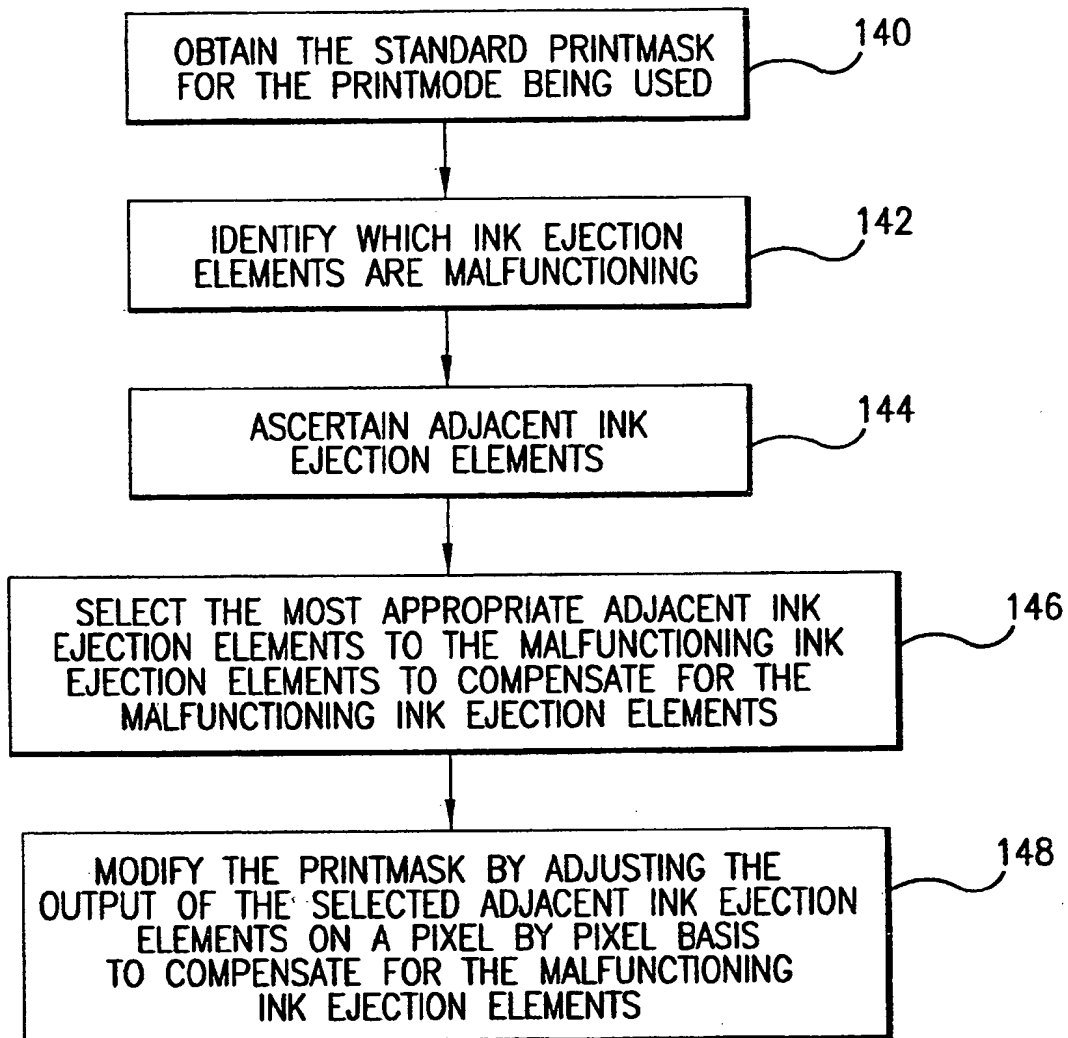 OBTAIN THE STANDARD PRINTMASK
FOR THE PRINTMODE BEING USED
140
IDENTIFY WHICH INK EJECTION
ELEMENTS ARE MALFUNCTIONING
142
ASCERTAIN ADJACENT INK
EJECTION ELEMENTS
144
SELECT THE MOST APPROPRIATE ADJACENT INK
EJECTION ELEMENTS TO THE MALFUNCTIONING INK
EJECTION ELEMENTS TO COMPENSATE FOR THE
MALFUNCTIONING INK EJECTION ELEMENTS
146
MODIFY THE PRINTMASK BY ADJUSTING THE
OUTPUT OF THE SELECTED ADJACENT INK EJECTION
ELEMENTS ON A PIXEL BY PIXEL BASIS
TO COMPENSATE FOR THE MALFUNCTIONING
INK EJECTION ELEMENTS
148